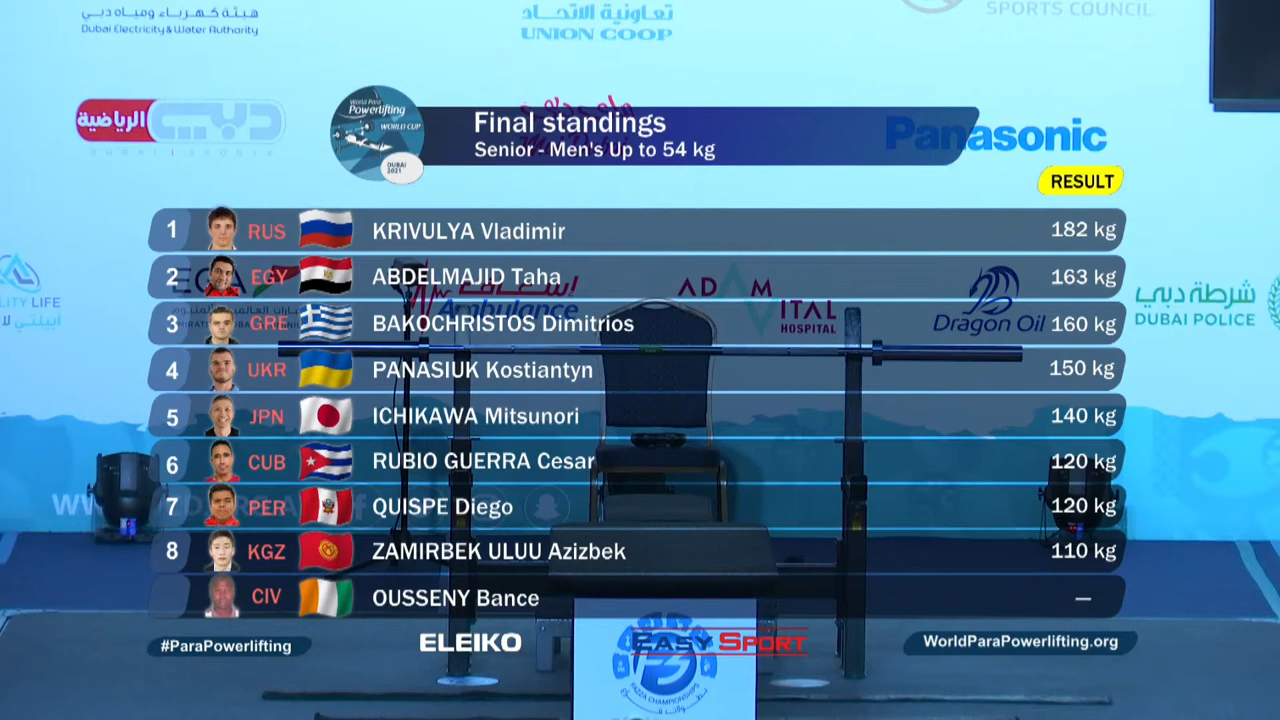 هيئة كهرباء ومياه دبي
Dubai Electricity & Water Authority
تعاونية الاتحاد
UNION COOP
SPORTS COUNCIL
دبي الرياضية
World Para
Powerlifting
WORLD CUP
DUBAI
2021
Final standings
Senior - Men's Up to 54 kg
Panasonic
RESULT
1 RUS KRIVULYA Vladimir 182 kg
2 EGY ABDELMAJID Taha 163 kg
3 GRE BAKOCHRISTOS Dimitrios 160 kg
4 UKR PANASIUK Kostiantyn 150 kg
5 JPN ICHIKAWA Mitsunori 140 kg
6 CUB RUBIO GUERRA Cesar 120 kg
7 PER QUISPE Diego 120 kg
8 KGZ ZAMIRBEK ULUU Azizbek 110 kg
CIV OUSSENY Bance —
EGA
Ambulance
ADAM
VITAL
HOSPITAL
Dragon Oil
شرطة دبي
DUBAI POLICE
#ParaPowerlifting
ELEIKO
EASY SPORT
WorldParaPowerlifting.org
FAZZA CHAMPIONSHIPS